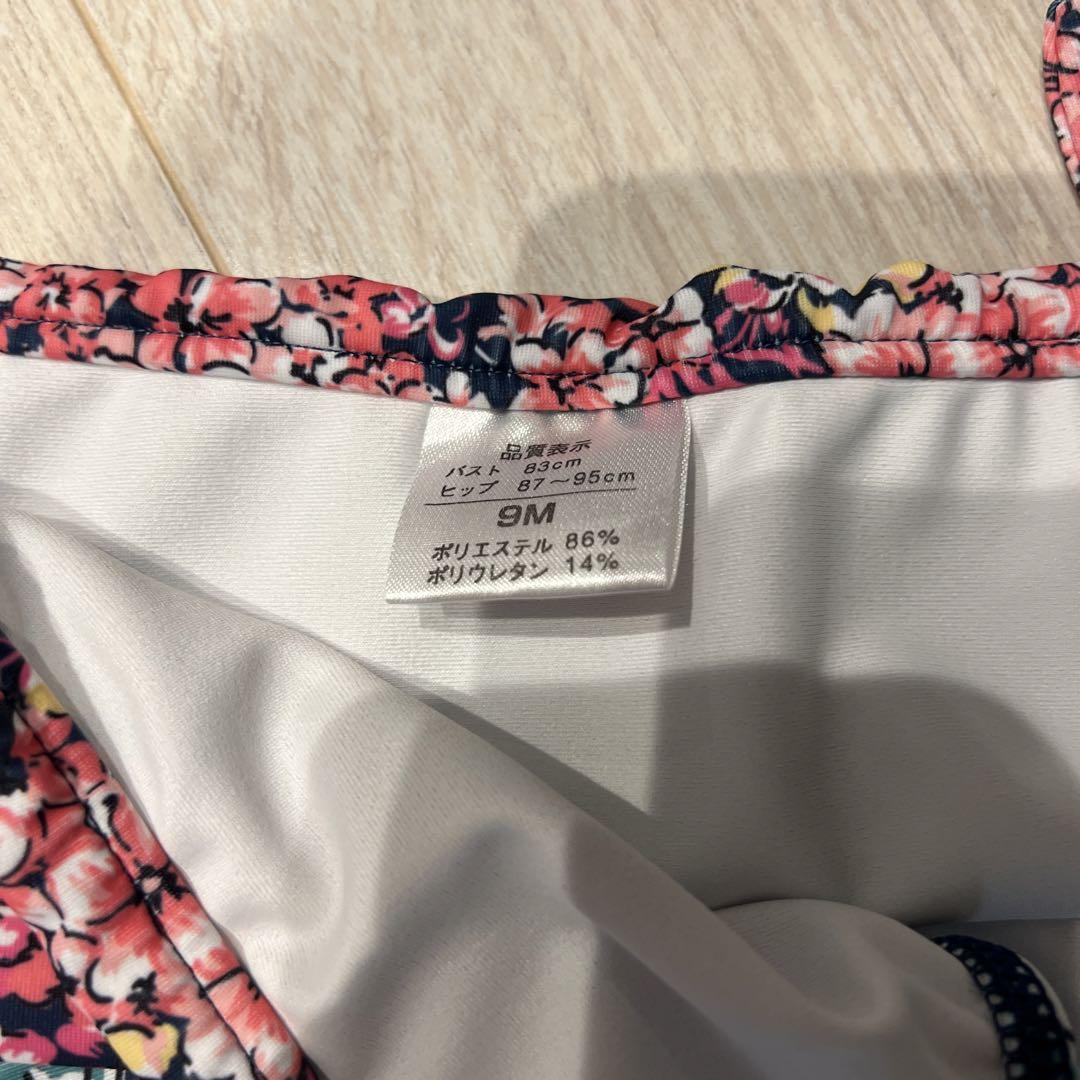 品質表示
バスト 83cm
ヒップ 87〜95cm
9M
ポリエステル 86%
ポリウレタン 14%